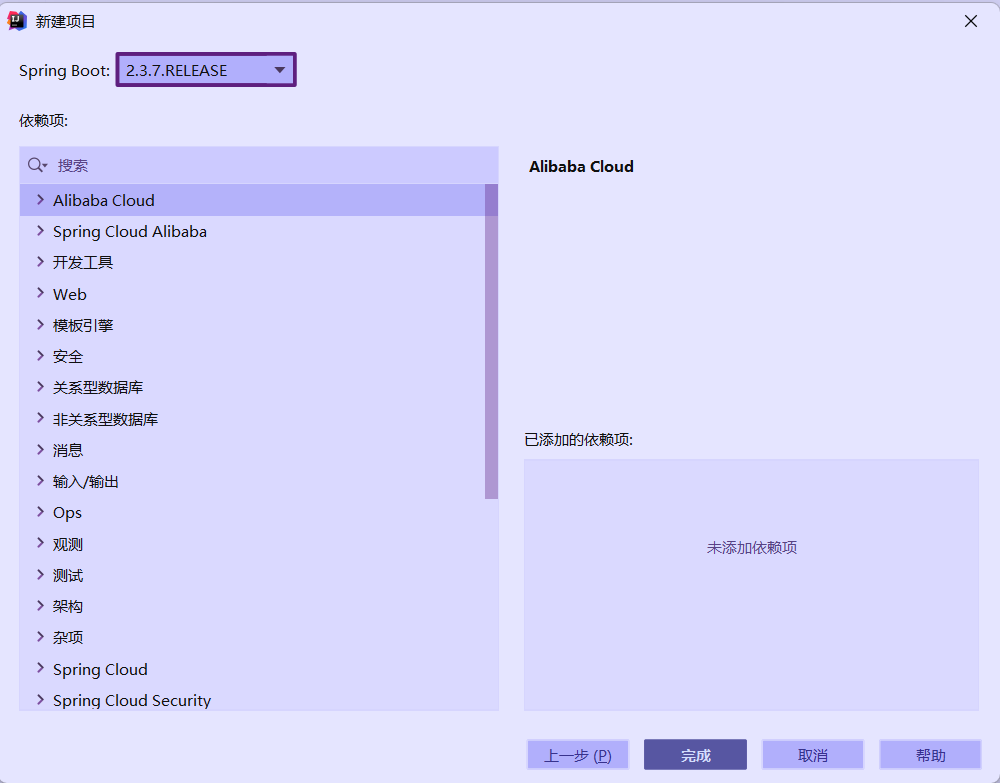 新建项目
Spring Boot: 2.3.7.RELEASE
依赖项:
搜索
Alibaba Cloud
Spring Cloud Alibaba
开发工具
Web
模板引擎
安全
关系型数据库
非关系型数据库
消息
输入/输出
Ops
观测
测试
架构
杂项
Spring Cloud
Spring Cloud Security
Alibaba Cloud
已添加的依赖项:
未添加依赖项
上一步 (P) 完成 取消 帮助